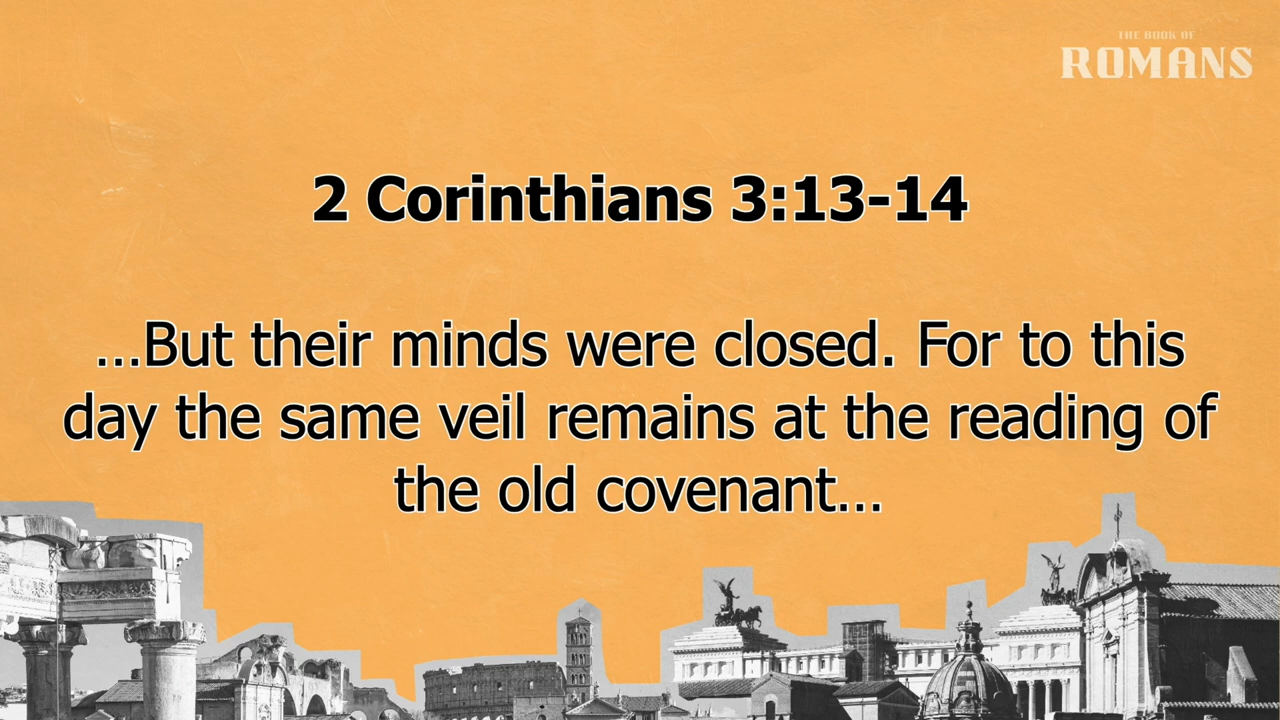 THE BOOK OF
ROMANS
2 Corinthians 3:13-14
...But their minds were closed. For to this
day the same veil remains at the reading of
the old covenant...